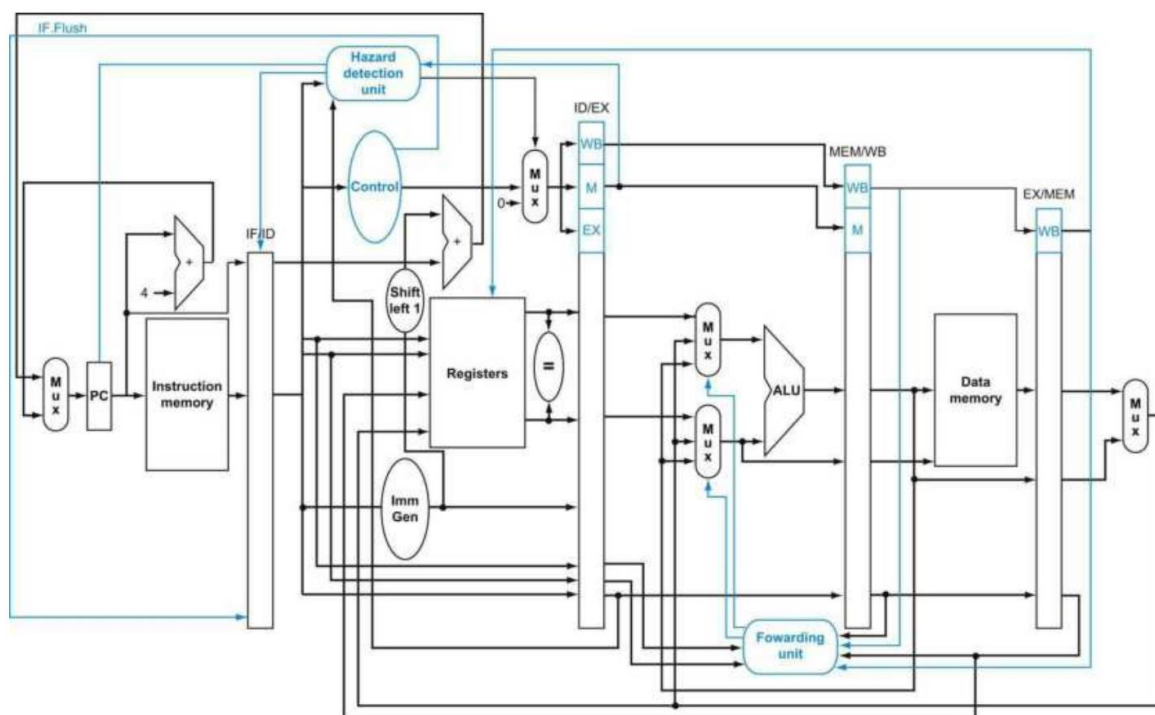 IF.Flush
Hazard
detection
unit
ID/EX
MEM/WB
EX/MEM
WB
M
EX
WB
M
WB
Control
0
M
u
x
IF/ID
+
+
4
Shift
left 1
M
u
x
PC
Instruction
memory
Registers
=
M
u
x
M
u
x
ALU
Data
memory
M
u
x
Imm
Gen
Fowarding
unit